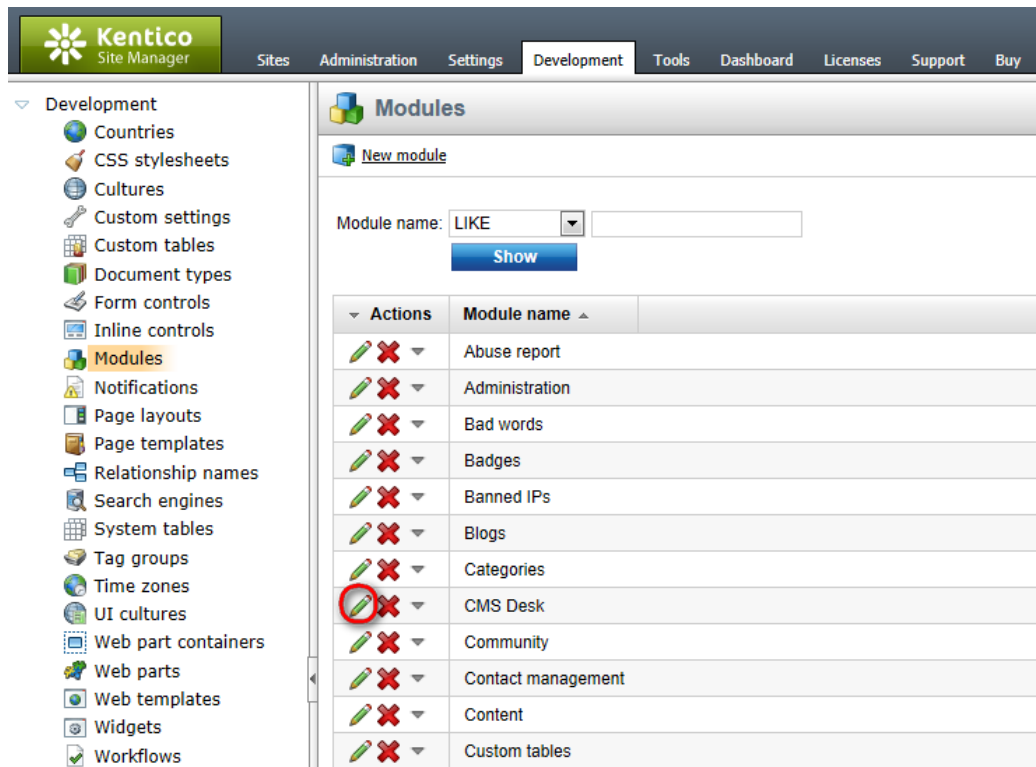 Kentico
Site Manager
Sites Administration Settings Development Tools Dashboard Licenses Support Buy
Development
Countries
CSS stylesheets
Cultures
Custom settings
Custom tables
Document types
Form controls
Inline controls
Modules
Notifications
Page layouts
Page templates
Relationship names
Search engines
System tables
Tag groups
Time zones
UI cultures
Web part containers
Web parts
Web templates
Widgets
Workflows
Modules
New module
Module name: LIKE
Show
Actions Module name
Abuse report
Administration
Bad words
Badges
Banned IPs
Blogs
Categories
CMS Desk
Community
Contact management
Content
Custom tables